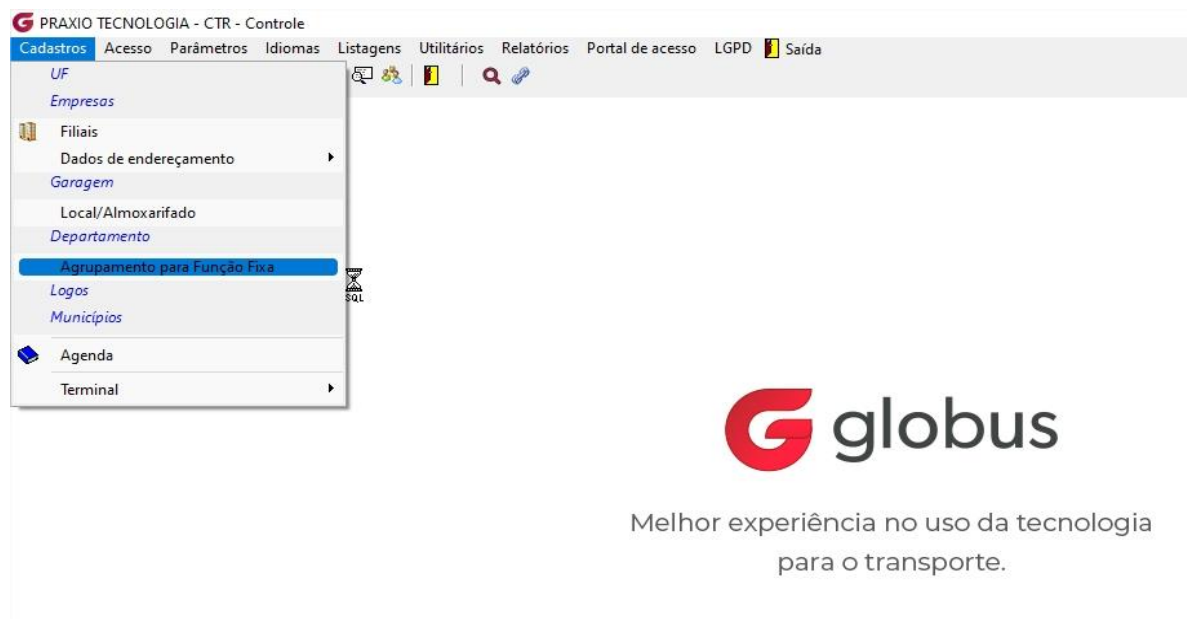 PRAXIO TECNOLOGIA - CTR - Controle
Cadastros Acesso Parâmetros Idiomas Listagens Utilitários Relatórios Portal de acesso LGPD Saída
UF
Empresas
Filiais
Dados de endereçamento
Garagem
Local/Almoxarifado
Departamento
Agrupamento para Função Fixa
SQL
Logos
Municípios
Agenda
Terminal
globus
Melhor experiência no uso da tecnologia
para o transporte.